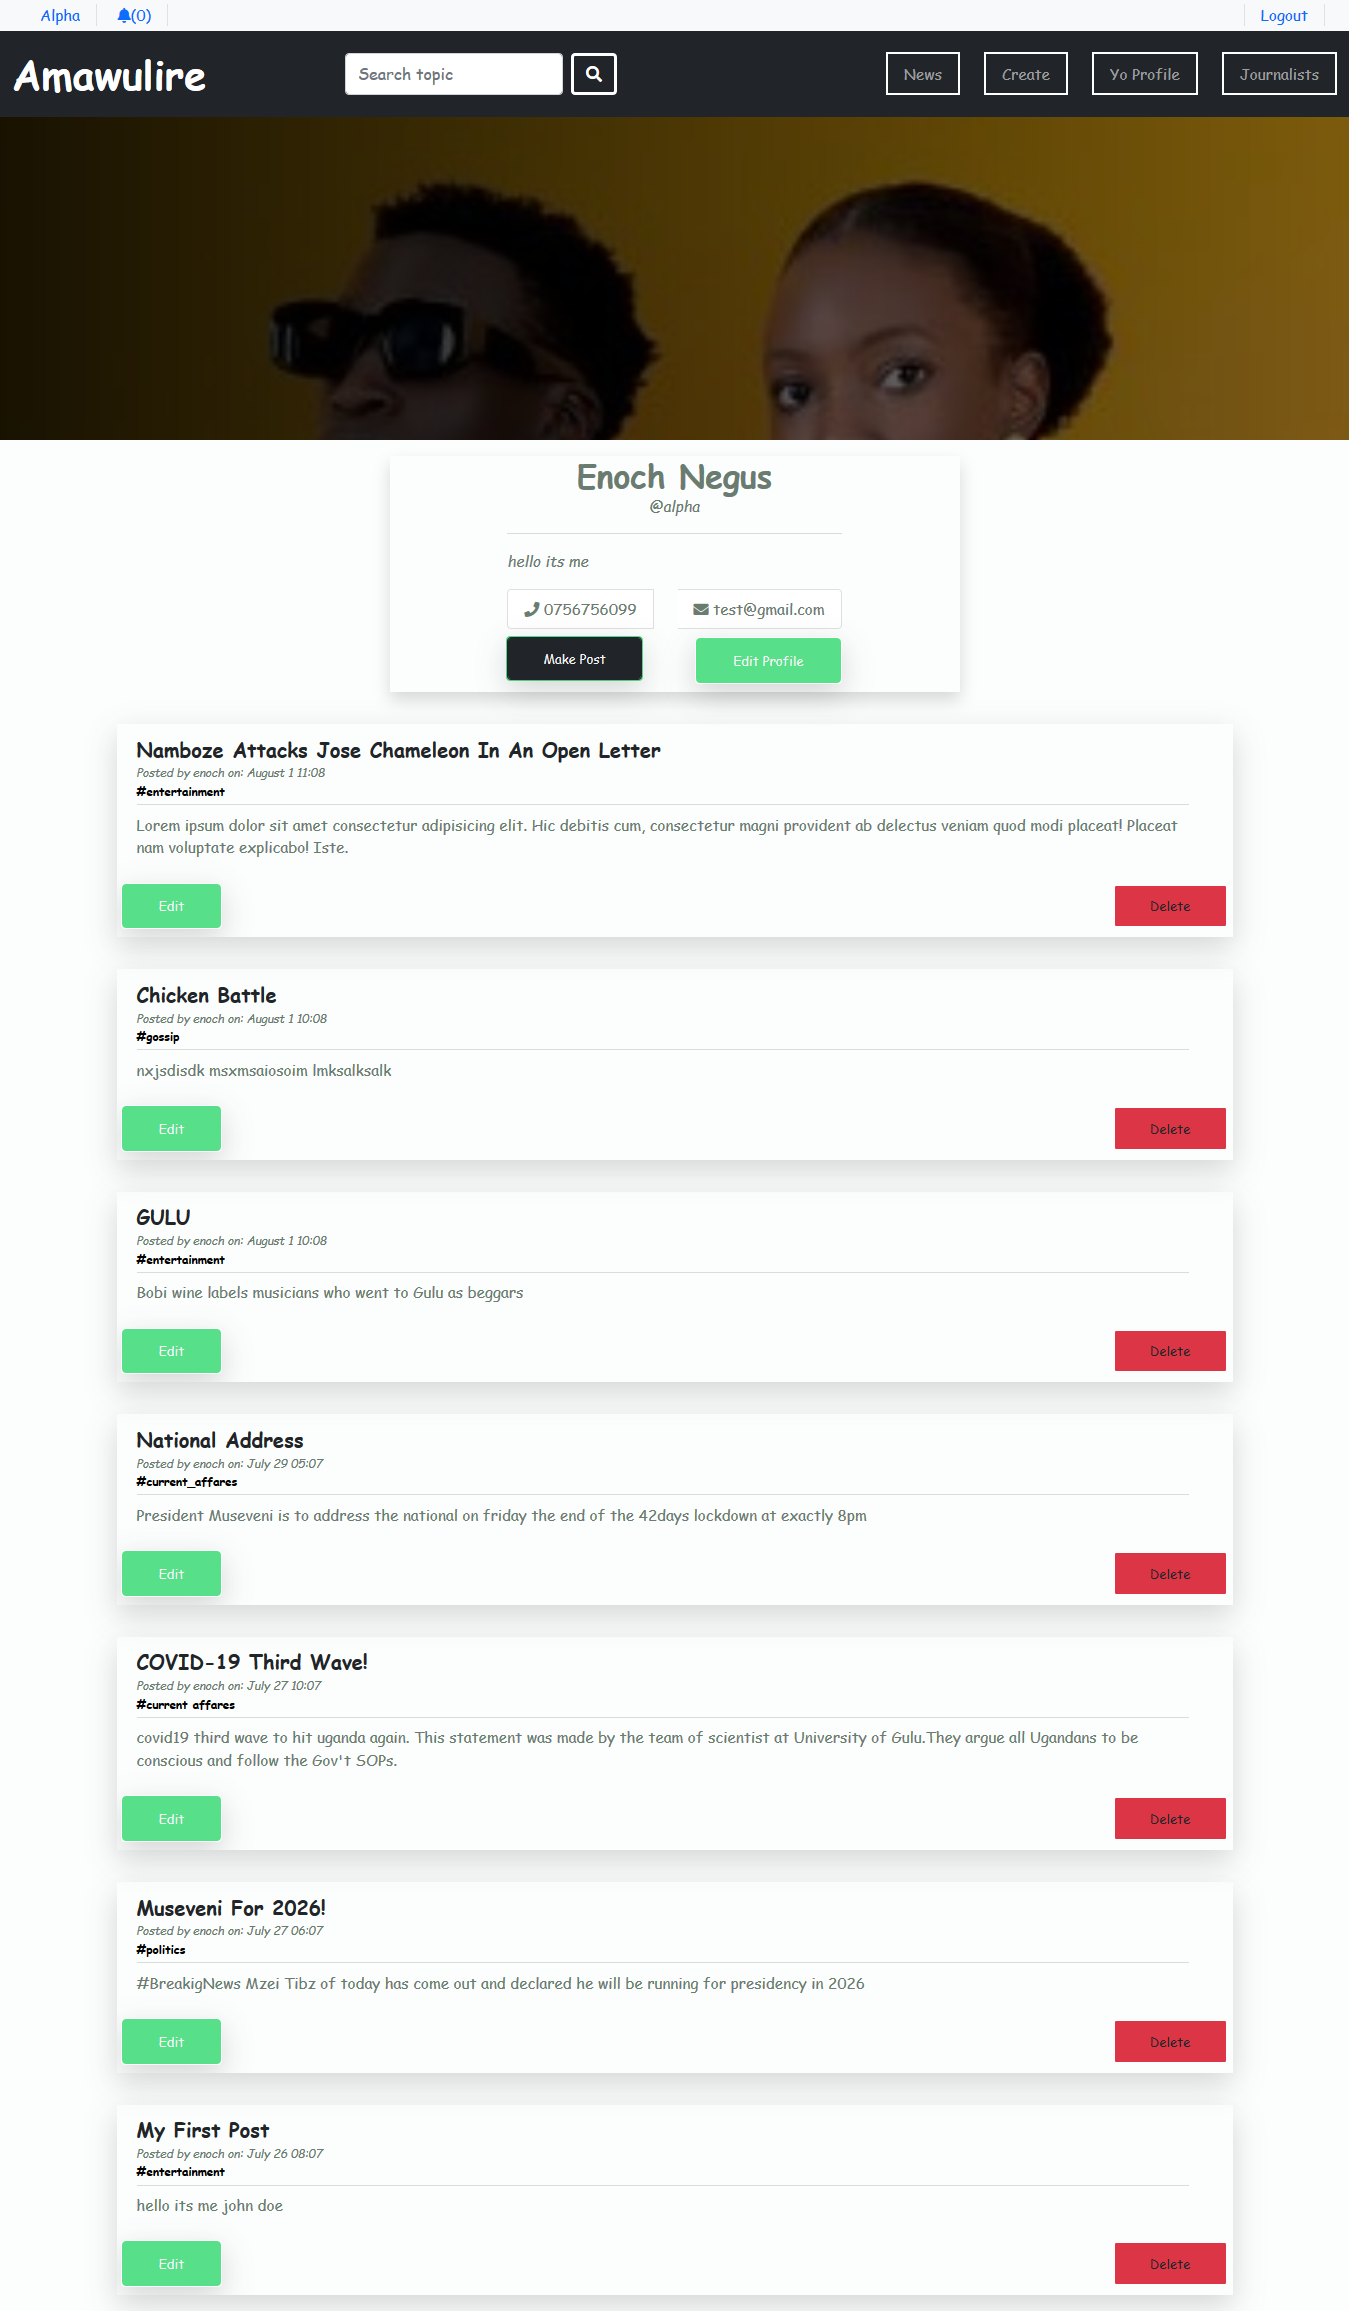 Alpha
(0)
Logout
Amawulire
Search topic
News
Create
Yo Profile
Journalists
Enoch Negus
@alpha
hello its me
0756756099
test@gmail.com
Make Post
Edit Profile
Namboze Attacks Jose Chameleon In An Open Letter
Posted by enoch on: August 1 11:08
#entertainment
Lorem ipsum dolor sit amet consectetur adipisicing elit. Hic debitis cum, consectetur magni provident ab delectus veniam quod modi placeat! Placeat
nam voluptate explicabo! Iste.
Edit
Delete
Chicken Battle
Posted by enoch on: August 1 10:08
#gossip
nxjsdisdk msxmsaiosoim lmksalksalk
Edit
Delete
GULU
Posted by enoch on: August 1 10:08
#entertainment
Bobi wine labels musicians who went to Gulu as beggars
Edit
Delete
National Address
Posted by enoch on: July 29 05:07
#current_affares
President Museveni is to address the national on friday the end of the 42days lockdown at exactly 8pm
Edit
Delete
COVID-19 Third Wave!
Posted by enoch on: July 27 10:07
#current affares
covid19 third wave to hit uganda again. This statement was made by the team of scientist at University of Gulu.They argue all Ugandans to be
conscious and follow the Gov't SOPs.
Edit
Delete
Museveni For 2026!
Posted by enoch on: July 27 06:07
#politics
#BreakigNews Mzei Tibz of today has come out and declared he will be running for presidency in 2026
Edit
Delete
My First Post
Posted by enoch on: July 26 08:07
#entertainment
hello its me john doe
Edit
Delete